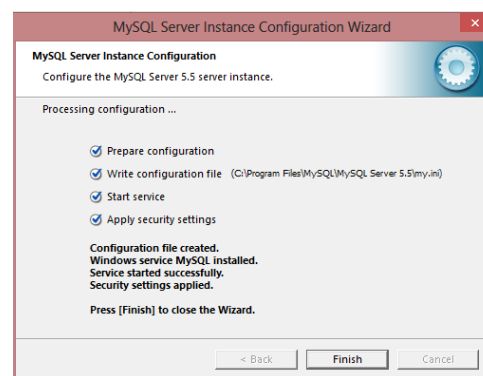 MySQL Server Instance Configuration Wizard
MySQL Server Instance Configuration
Configure the MySQL Server 5.5 server instance.
Processing configuration ...
Prepare configuration
Write configuration file (C:\Program Files\MySQL\MySQL Server 5.5\my.ini)
Start service
Apply security settings
Configuration file created.
Windows service MySQL installed.
Service started successfully.
Security settings applied.
Press [Finish] to close the Wizard.
< Back Finish Cancel